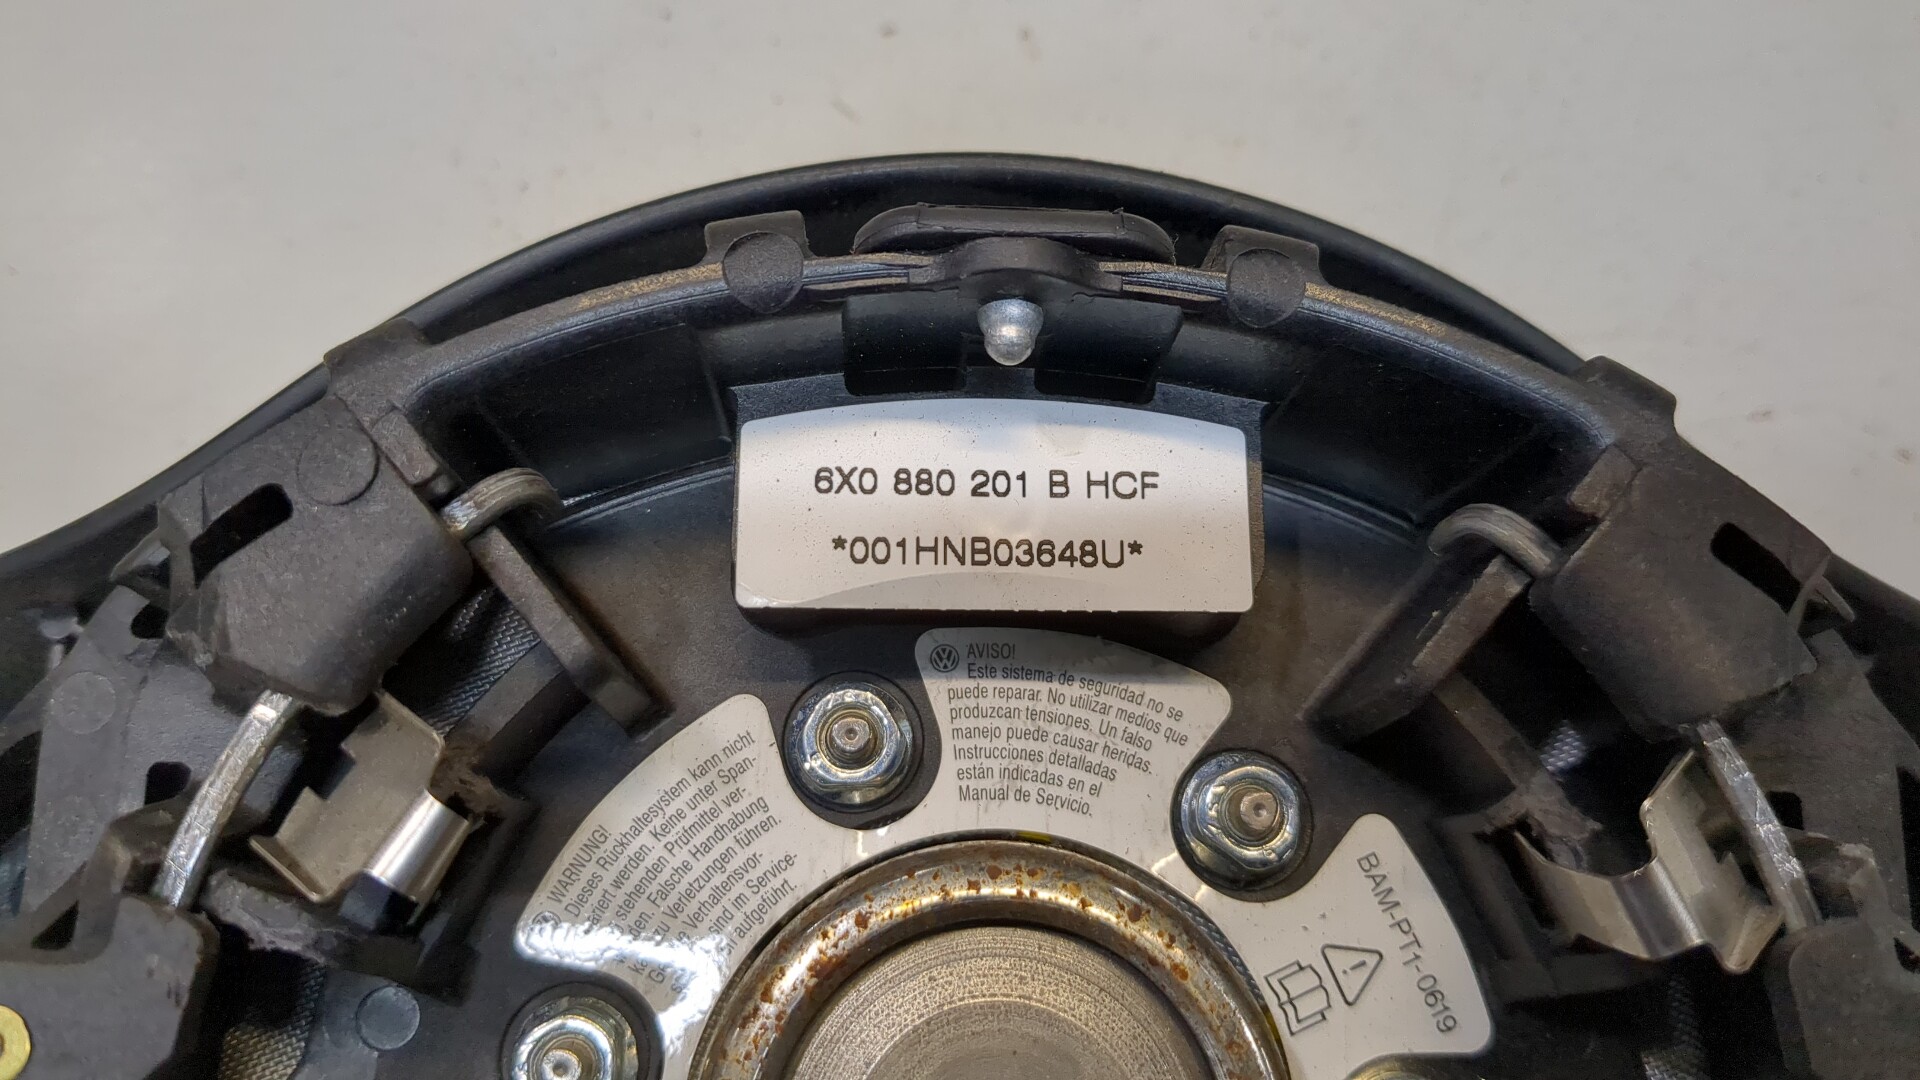 6X0 880 201 B HCF
*001HNB03648U*
AVISO!
Este sistema de seguridad no se
puede reparar. No utilizar medios que
produzcan tensiones. Un falso
manejo puede causar heridas.
Instrucciones detalladas
están indicadas en el
Manual de Servicio.
WARNUNG!
Dieses Rückhaltesystem kann nicht
werden. Keine unter Span-
stehenden Prüfmittel ver-
Falsche Handhabung
zu Verletzungen führen.
Verhaltensvor-
sind im Service-
aufgeführt.
BAM-PT1-0619